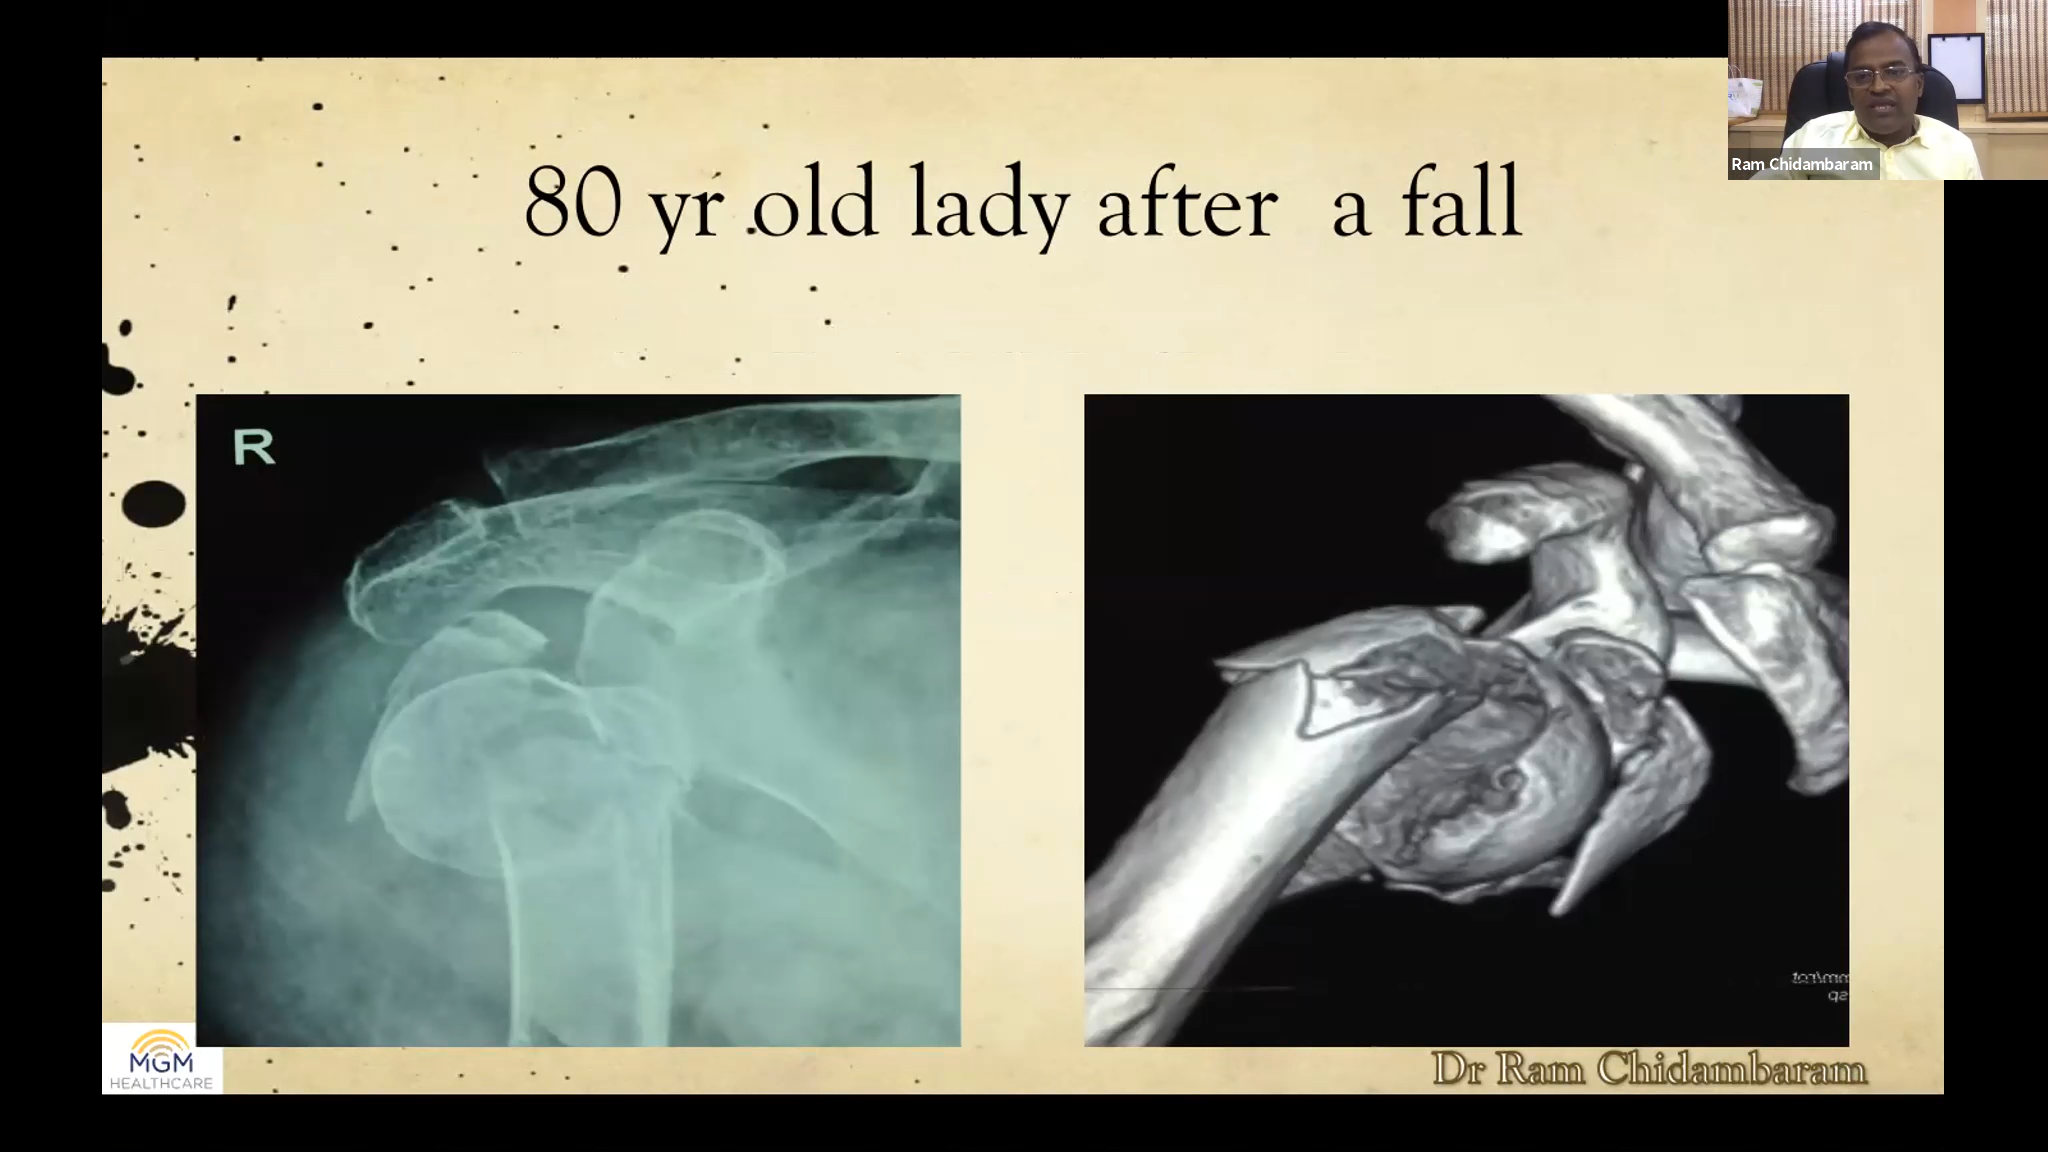 Ram Chidambaram
80 yr old lady after a fall
R
MGM
HEALTHCARE
Dr Ram Chidambaram